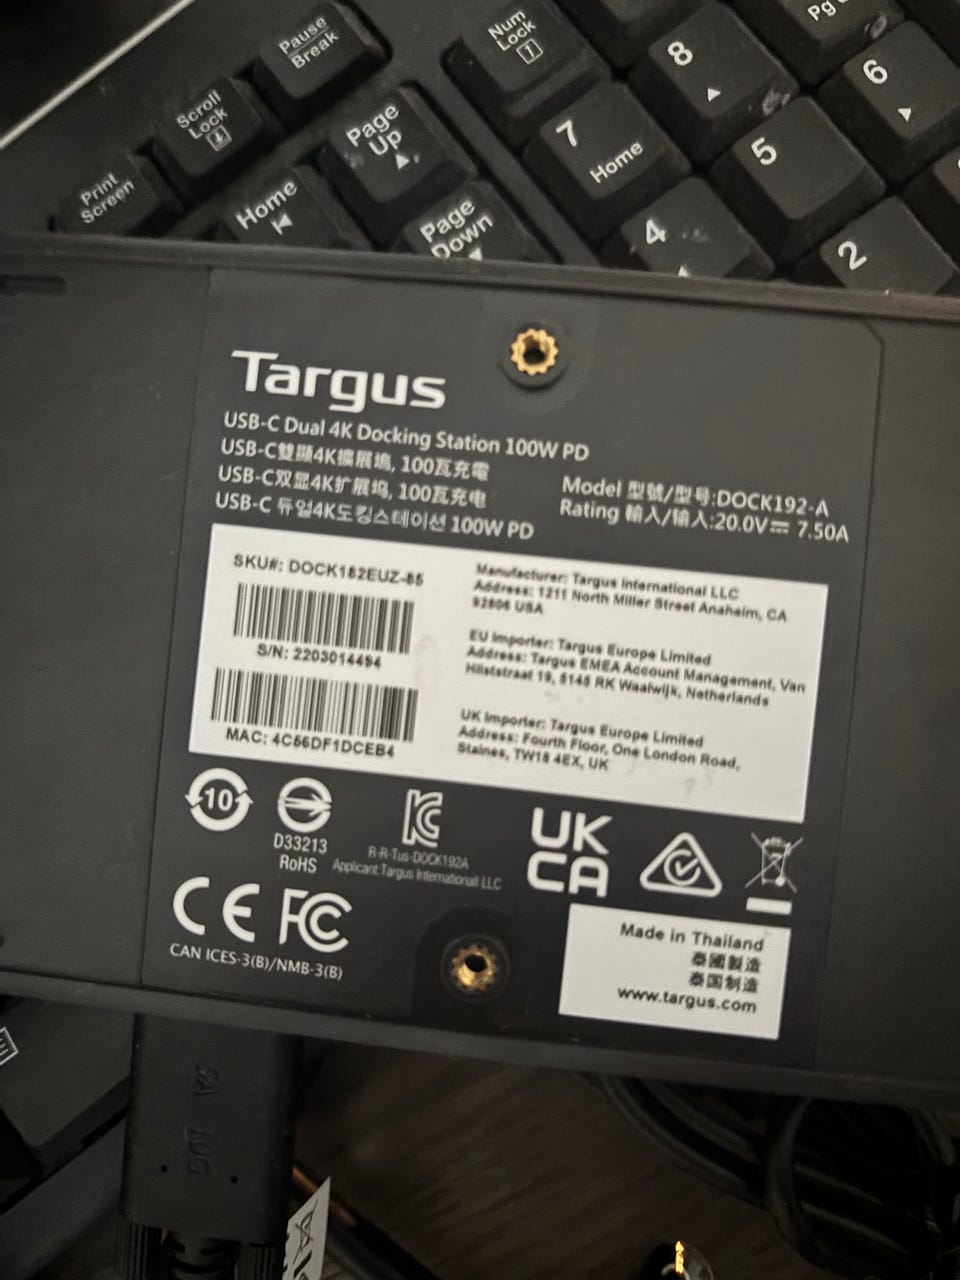 Pause
Break
Scroll
Lock
Print
Screen
Num
Lock
1
8
Pg
6
7
Home
5
Page
Up
Home
4
2
Page
Down
Targus
USB-C Dual 4K Docking Station 100W PD
USB-C雙顯4K擴展塢, 100瓦充電
USB-C双显4K扩展坞, 100瓦充电
USB-C 듀얼4K도킹스테이션 100W PD
Model 型號/型号:DOCK192-A
Rating 輸入/输入:20.0V⎓ 7.50A
SKU#: DOCK182EUZ-85
S/N: 2203014494
MAC: 4C56DF1DCEB4
Manufacturer: Targus International LLC
Address: 1211 North Miller Street Anaheim, CA
92806 USA
EU Importer: Targus Europe Limited
Address: Targus EMEA Account Management, Van
Hilststraat 19, 5145 RK Waalwijk, Netherlands
UK Importer: Targus Europe Limited
Address: Fourth Floor, One London Road,
Staines, TW18 4EX, UK
10
D33213
RoHS
R-R-Tus-DOCK192A
Applicant:Targus Internationall LLC
UK
CA
CE FC
CAN ICES-3(B)/NMB-3(B)
Made in Thailand
泰國製造
泰国制造
www.targus.com